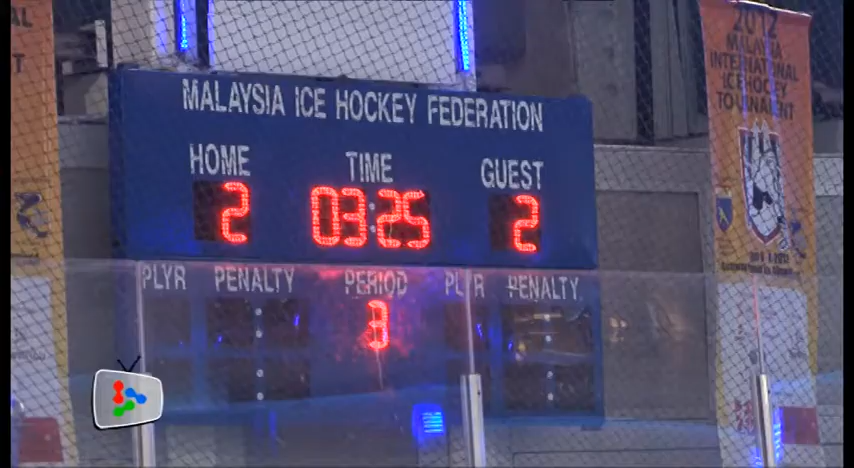 MALAYSIA ICE HOCKEY FEDERATION
HOME TIME GUEST
2 03:25 2
PLYR PENALTY PERIOD PLYR PENALTY
3
2012
MALAYSIA
INTERNATIONAL
ICE HOCKEY
TOURNAMENT